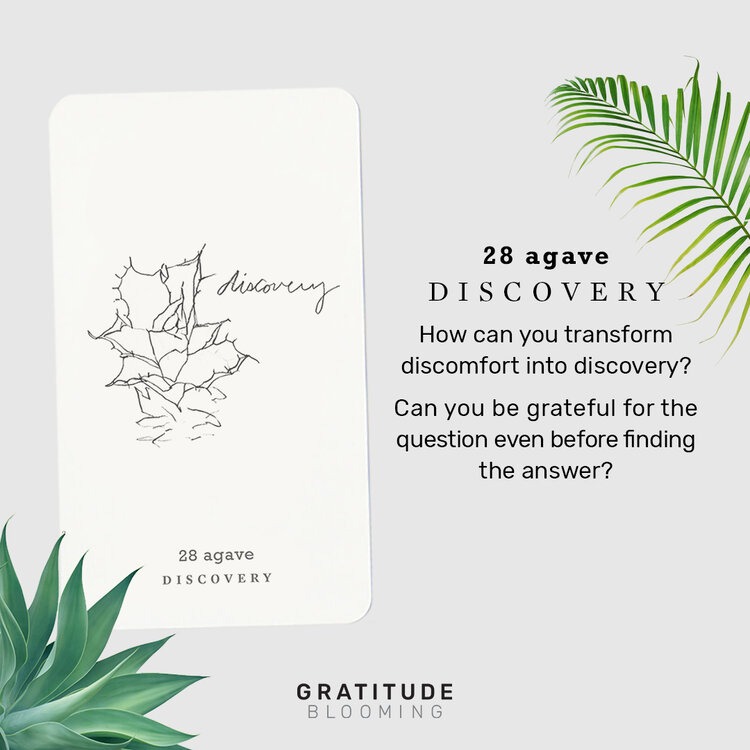 discovery
28 agave
DISCOVERY
28 agave
DISCOVERY
How can you transform
discomfort into discovery?
Can you be grateful for the
question even before finding
the answer?
GRATITUDE
BLOOMING